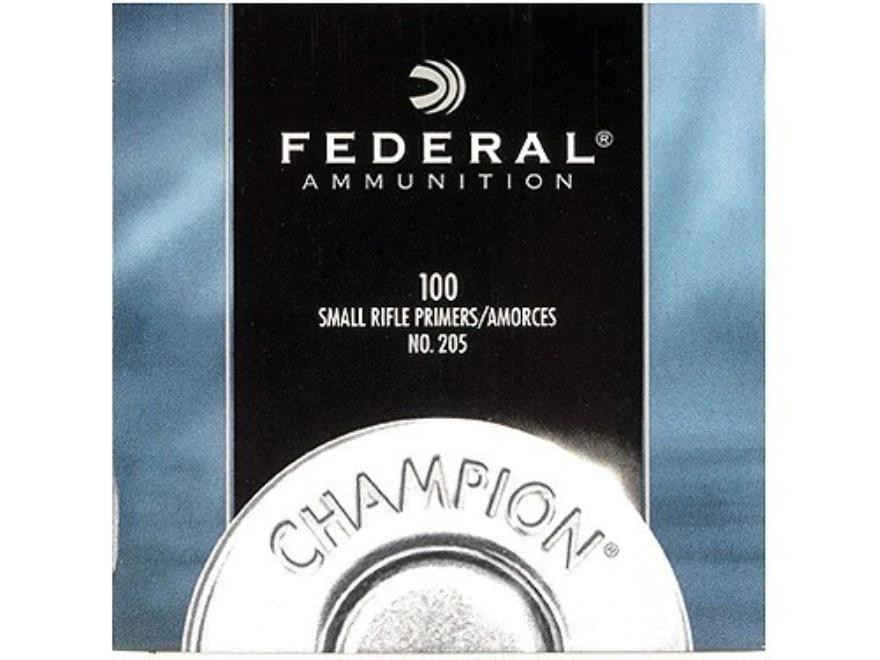 FEDERAL®
AMMUNITION
100
SMALL RIFLE PRIMERS/AMORCES
NO. 205
CHAMPION®